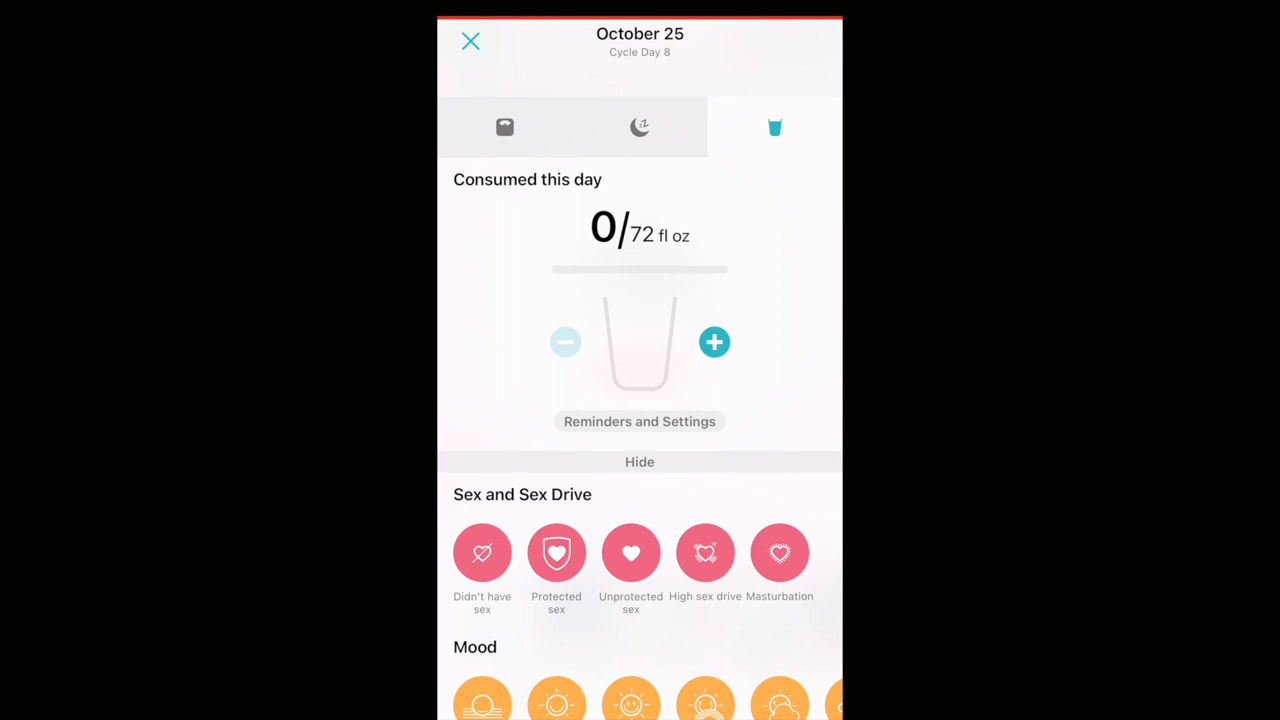 October 25
Cycle Day 8
Consumed this day
0/72 fl oz
Reminders and Settings
Hide
Sex and Sex Drive
Didn't have sex
Protected sex
Unprotected sex
High sex drive
Masturbation
Mood